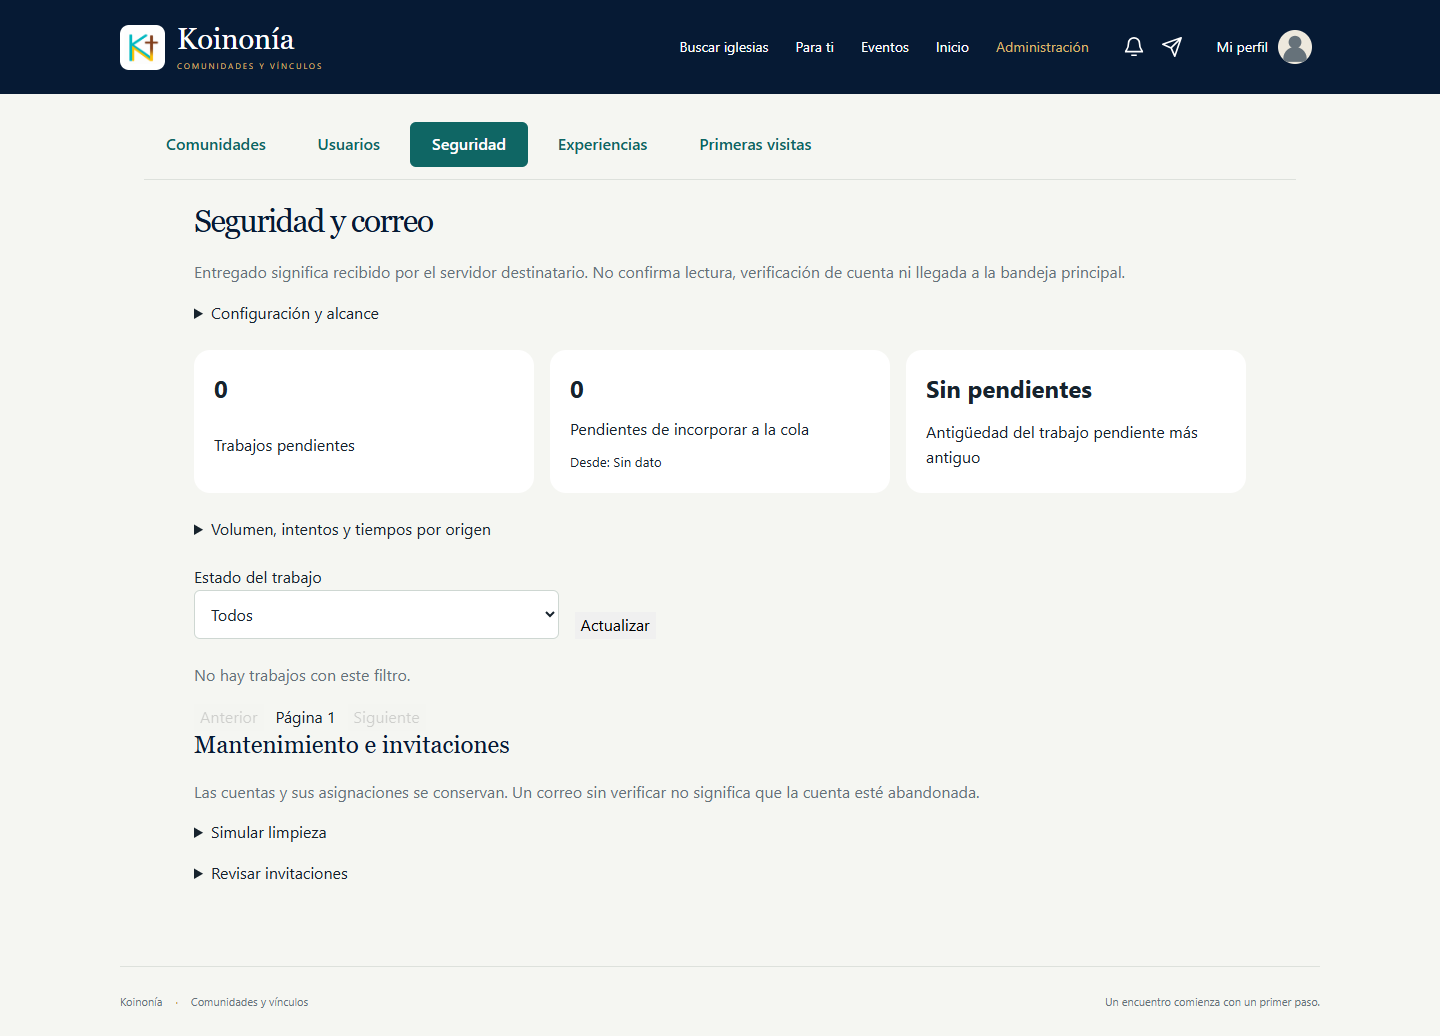 Koinonía
COMUNIDADES Y VÍNCULOS
Buscar iglesias
Para ti
Eventos
Inicio
Administración
Mi perfil
Comunidades
Usuarios
Seguridad
Experiencias
Primeras visitas
Seguridad y correo
Entregado significa recibido por el servidor destinatario. No confirma lectura, verificación de cuenta ni llegada a la bandeja principal.
Configuración y alcance
0
Trabajos pendientes
0
Pendientes de incorporar a la cola
Desde: Sin dato
Sin pendientes
Antigüedad del trabajo pendiente más
antiguo
Volumen, intentos y tiempos por origen
Estado del trabajo
Todos
Actualizar
No hay trabajos con este filtro.
Anterior Página 1 Siguiente
Mantenimiento e invitaciones
Las cuentas y sus asignaciones se conservan. Un correo sin verificar no significa que la cuenta esté abandonada.
Simular limpieza
Revisar invitaciones
Koinonía · Comunidades y vínculos
Un encuentro comienza con un primer paso.